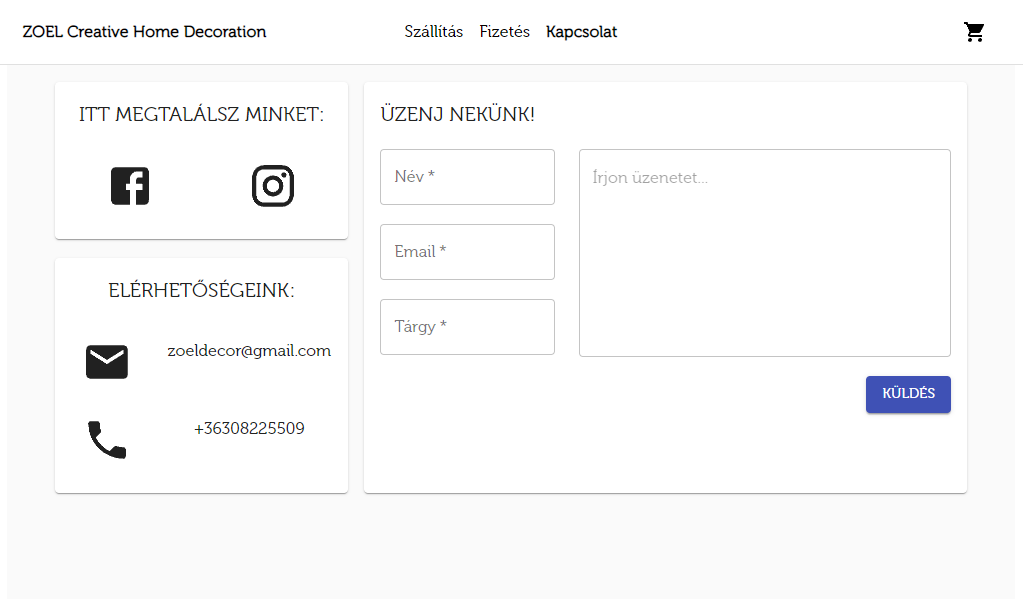 ZOEL Creative Home Decoration
Szállítás Fizetés Kapcsolat
ITT MEGTALÁLSZ MINKET:
ELÉRHETŐSÉGEINK:
zoeldecor@gmail.com
+36308225509
ÜZENJ NEKÜNK!
Név *
Email *
Tárgy *
Írjon üzenetet...
KÜLDÉS